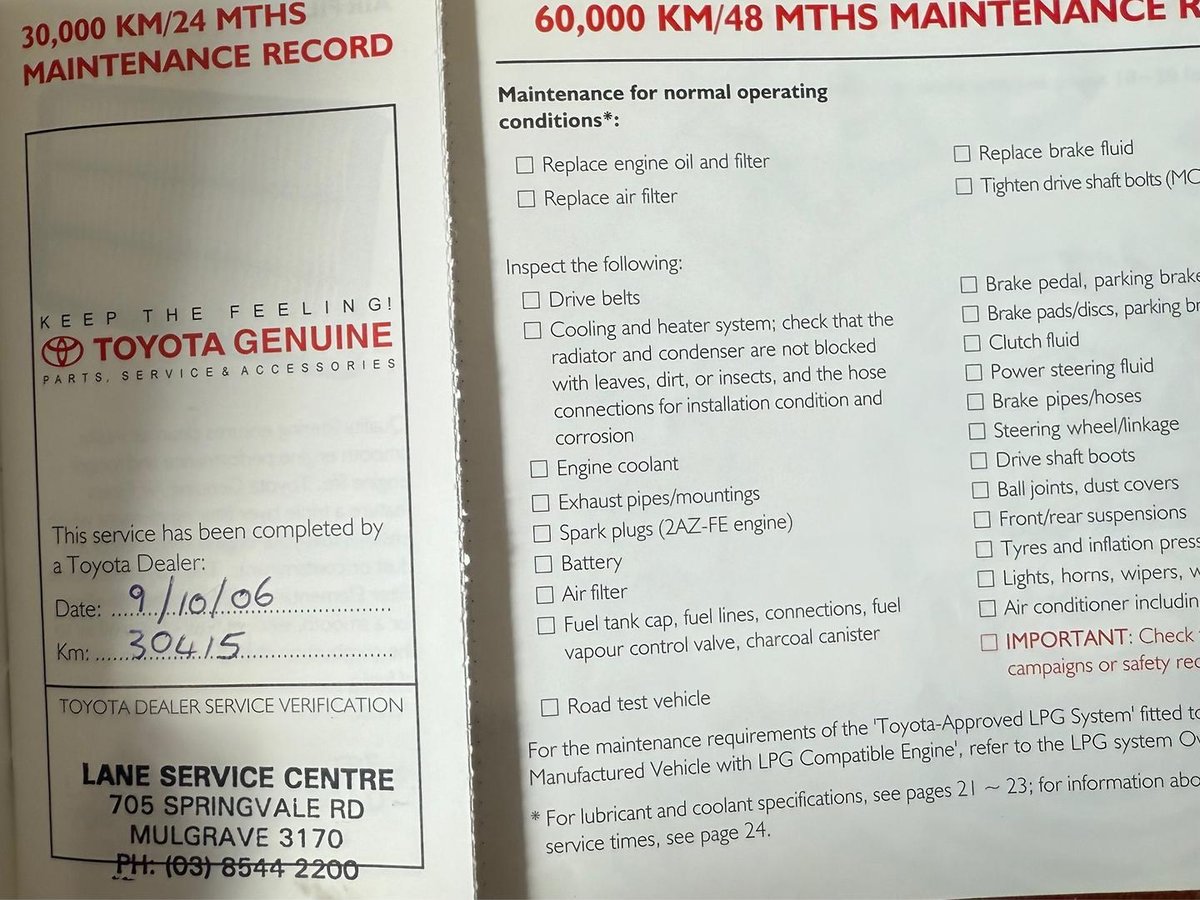 30,000 KM/24 MTHS
MAINTENANCE RECORD
KEEP THE FEELING!
TOYOTA GENUINE
PARTS, SERVICE & ACCESSORIES
This service has been completed by
a Toyota Dealer:
Date: 9/10/06
Km: 30415
TOYOTA DEALER SERVICE VERIFICATION
LANE SERVICE CENTRE
705 SPRINGVALE RD
MULGRAVE 3170
PH: (03) 8544 2200
60,000 KM/48 MTHS MAINTENANCE
Maintenance for normal operating
conditions*:
Replace engine oil and filter
Replace air filter
Replace brake fluid
Tighten drive shaft bolts
Inspect the following:
Drive belts
Cooling and heater system; check that the
radiator and condenser are not blocked
with leaves, dirt, or insects, and the hose
connections for installation condition and
corrosion
Engine coolant
Exhaust pipes/mountings
Spark plugs (2AZ-FE engine)
Battery
Air filter
Fuel tank cap, fuel lines, connections, fuel
vapour control valve, charcoal canister
Road test vehicle
Brake pedal, parking brake
Brake pads/discs, parking
Clutch fluid
Power steering fluid
Brake pipes/hoses
Steering wheel/linkage
Drive shaft boots
Ball joints, dust covers
Front/rear suspensions
Tyres and inflation
Lights, horns, wipers,
Air conditioner
IMPORTANT: Check
campaigns or safety
For the maintenance requirements of the 'Toyota-Approved LPG System' fitted to
Manufactured Vehicle with LPG Compatible Engine', refer to the LPG system
* For lubricant and coolant specifications, see pages 21 ~ 23; for information
service times, see page 24.